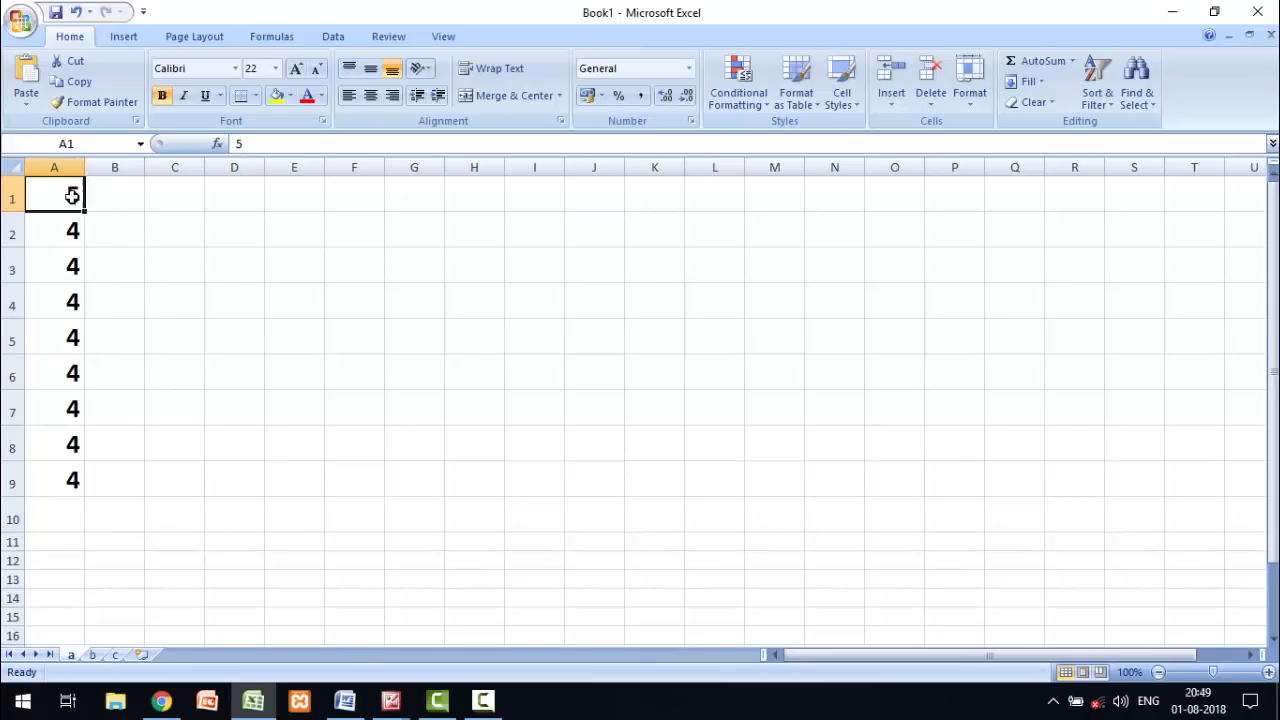 Book1 - Microsoft Excel
Home Insert Page Layout Formulas Data Review View
Paste
Cut
Copy
Format Painter
Clipboard
Calibri 22
B I U
Font
Wrap Text
Merge & Center
Alignment
General
% ,
Number
Conditional Formatting
Format as Table
Cell Styles
Styles
Insert Delete Format
Cells
Σ AutoSum
Fill
Clear
Sort & Filter
Find & Select
Editing
A1 fx 5
A B C D E F G H I J K L M N O P Q R S T U
1 5
2 4
3 4
4 4
5 4
6 4
7 4
8 4
9 4
10
11
12
13
14
15
16
a b c
Ready 100%
ENG 20:49
01-08-2018